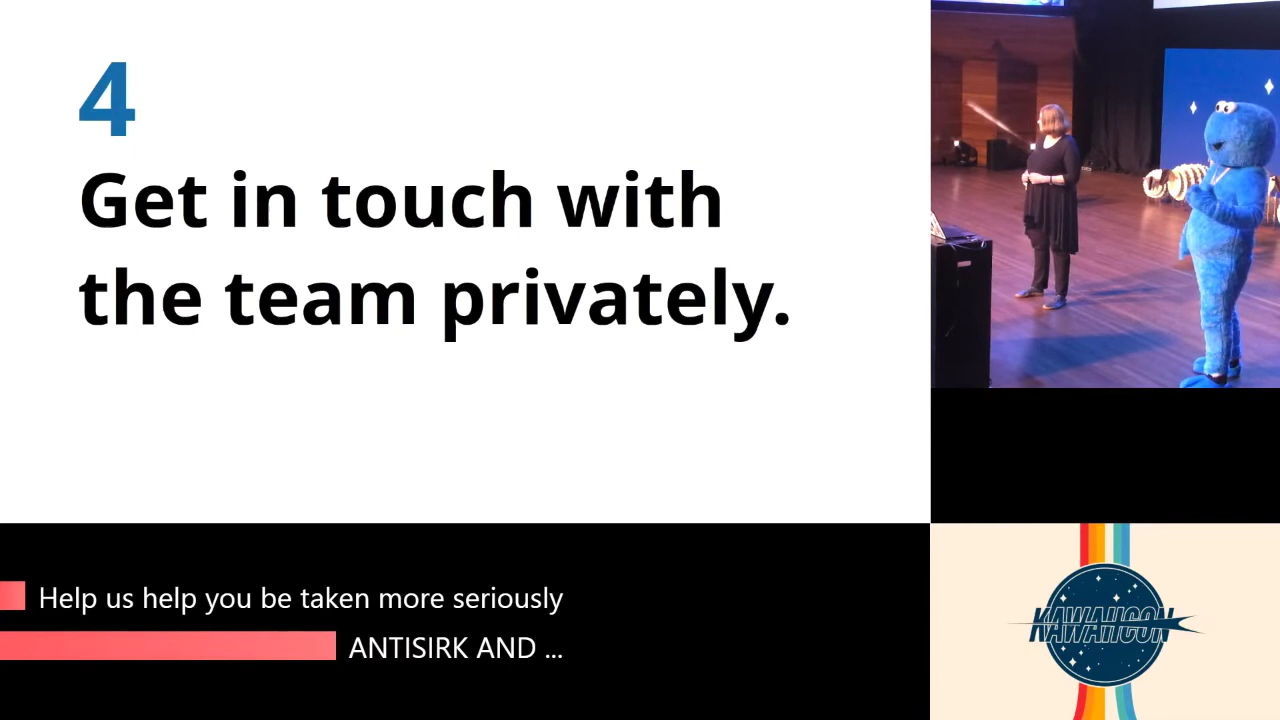 4
Get in touch with
the team privately.
Help us help you be taken more seriously
ANTISIRK AND ...
KAWAIICON